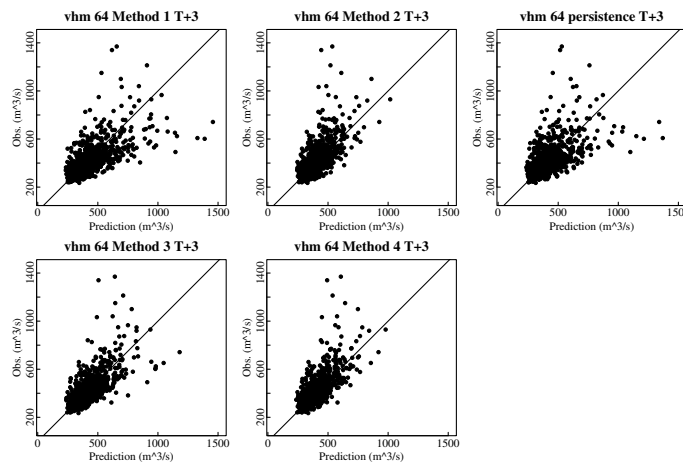 vhm 64 Method 1 T+3
Obs. (m^3/s)
200 600 1000 1400
0 500 1000 1500
Prediction (m^3/s)
vhm 64 Method 2 T+3
Obs. (m^3/s)
200 600 1000 1400
0 500 1000 1500
Prediction (m^3/s)
vhm 64 persistence T+3
Obs. (m^3/s)
200 600 1000 1400
0 500 1000 1500
Prediction (m^3/s)
vhm 64 Method 3 T+3
Obs. (m^3/s)
200 600 1000 1400
0 500 1000 1500
Prediction (m^3/s)
vhm 64 Method 4 T+3
Obs. (m^3/s)
200 600 1000 1400
0 500 1000 1500
Prediction (m^3/s)